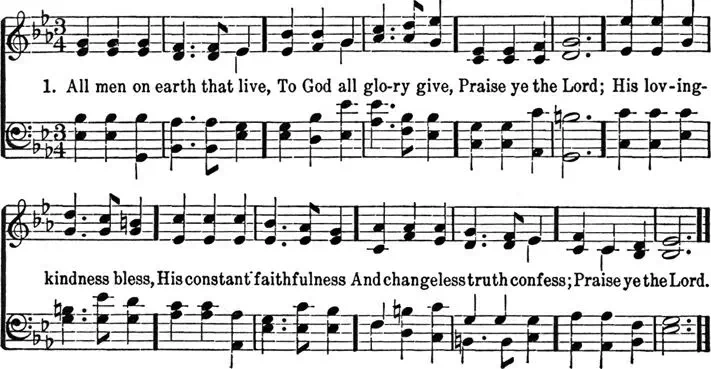 1. All men on earth that live, To God all glo-ry give, Praise ye the Lord; His lov-ing-
kindness bless, His constant faithfulness And changeless truth confess; Praise ye the Lord.